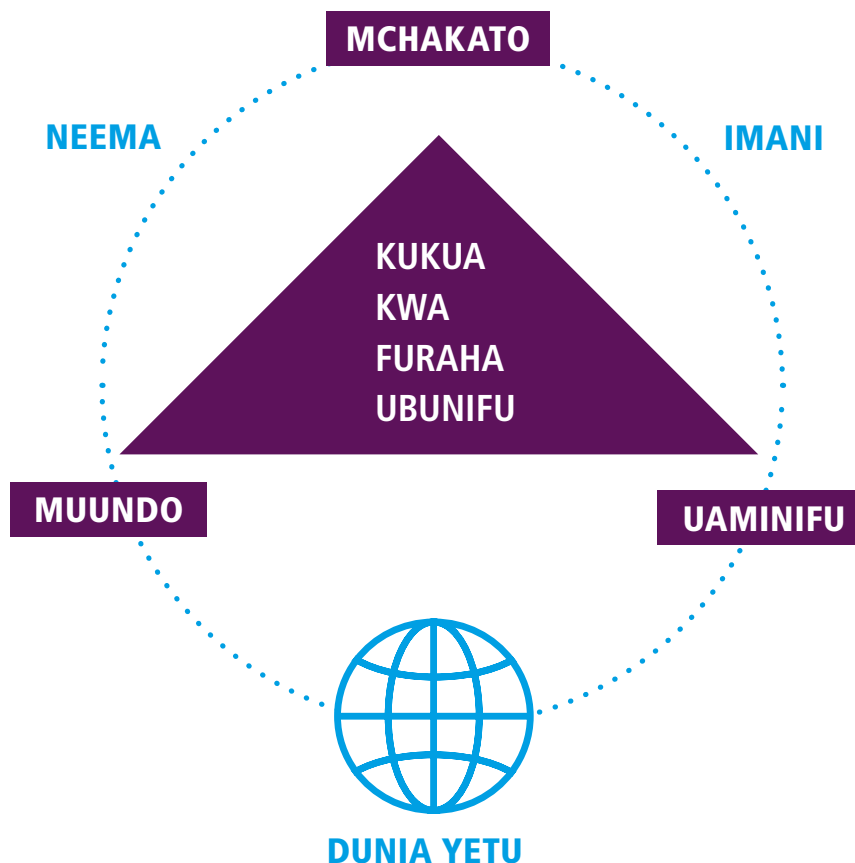 MCHAKATO
NEEMA
IMANI
KUKUA
KWA
FURAHA
UBUNIFU
MUUNDO
UAMINIFU
DUNIA YETU